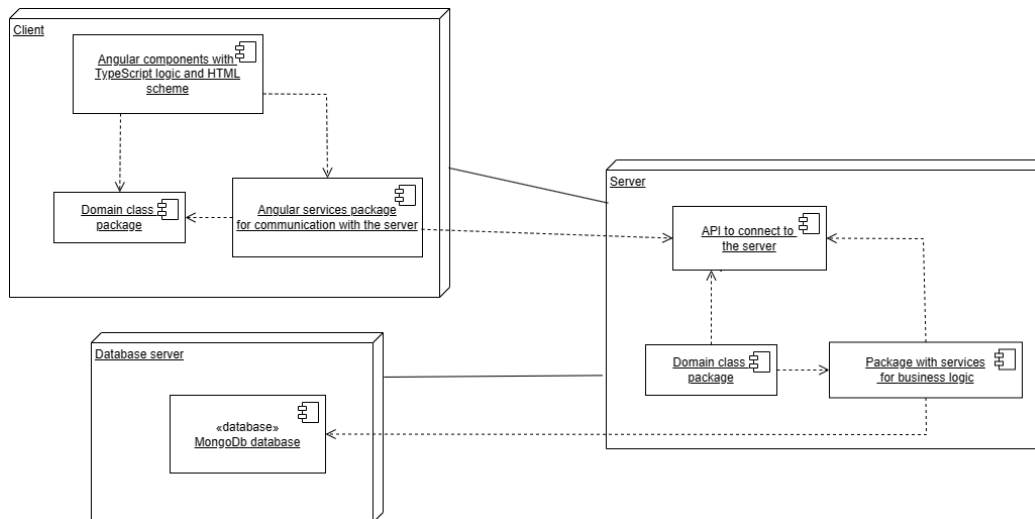 Client
Angular components with
TypeScript logic and HTML
scheme
Domain class
package
Angular services package
for communication with the server
Server
API to connect to
the server
Domain class
package
Package with services
for business logic
Database server
«database»
MongoDb database